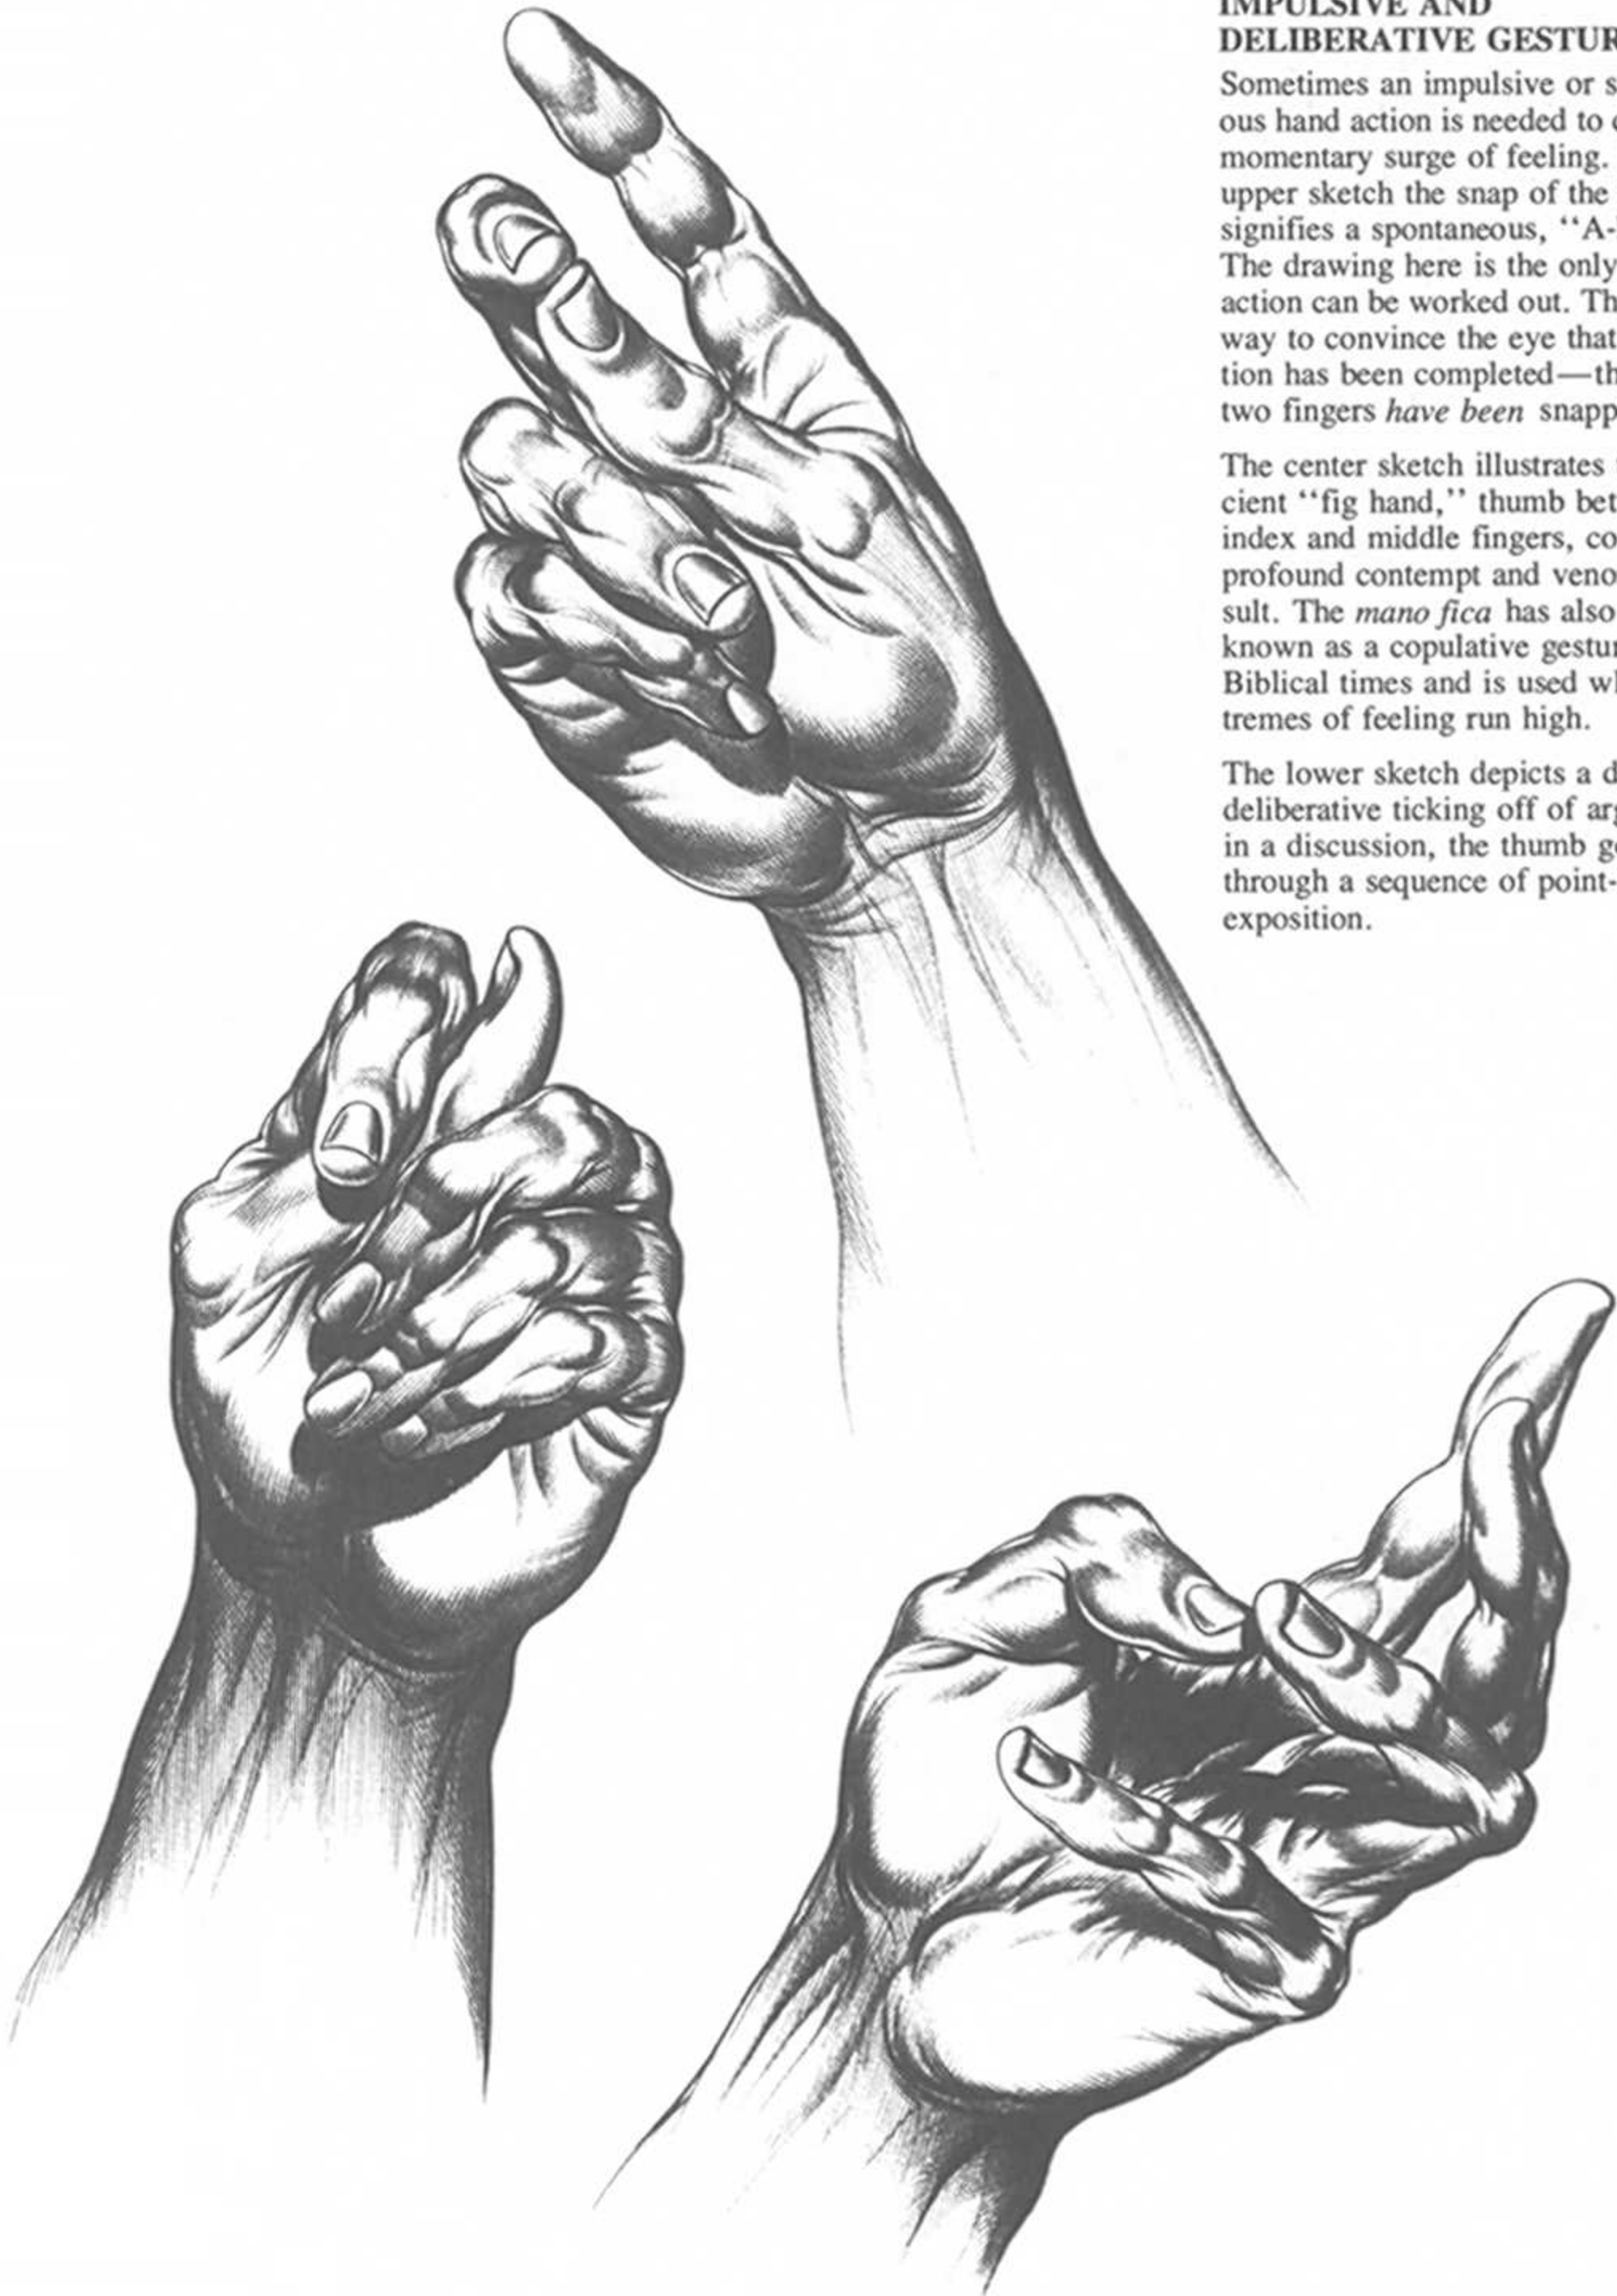 IMPULSIVE AND
DELIBERATIVE GESTUR
Sometimes an impulsive or s
ous hand action is needed to
momentary surge of feeling.
upper sketch the snap of the
signifies a spontaneous, “A-
The drawing here is the only
action can be worked out. Th
way to convince the eye that
tion has been completed—th
two fingers have been snapp
The center sketch illustrates
cient “fig hand,” thumb bet
index and middle fingers, co
profound contempt and veno
sult. The mano fica has also
known as a copulative gestur
Biblical times and is used wh
tremes of feeling run high.
The lower sketch depicts a d
deliberative ticking off of arg
in a discussion, the thumb g
through a sequence of point-
exposition.